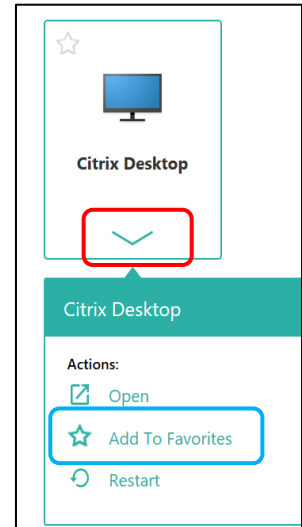 Citrix Desktop
Citrix Desktop
Actions:
Open
Add To Favorites
Restart